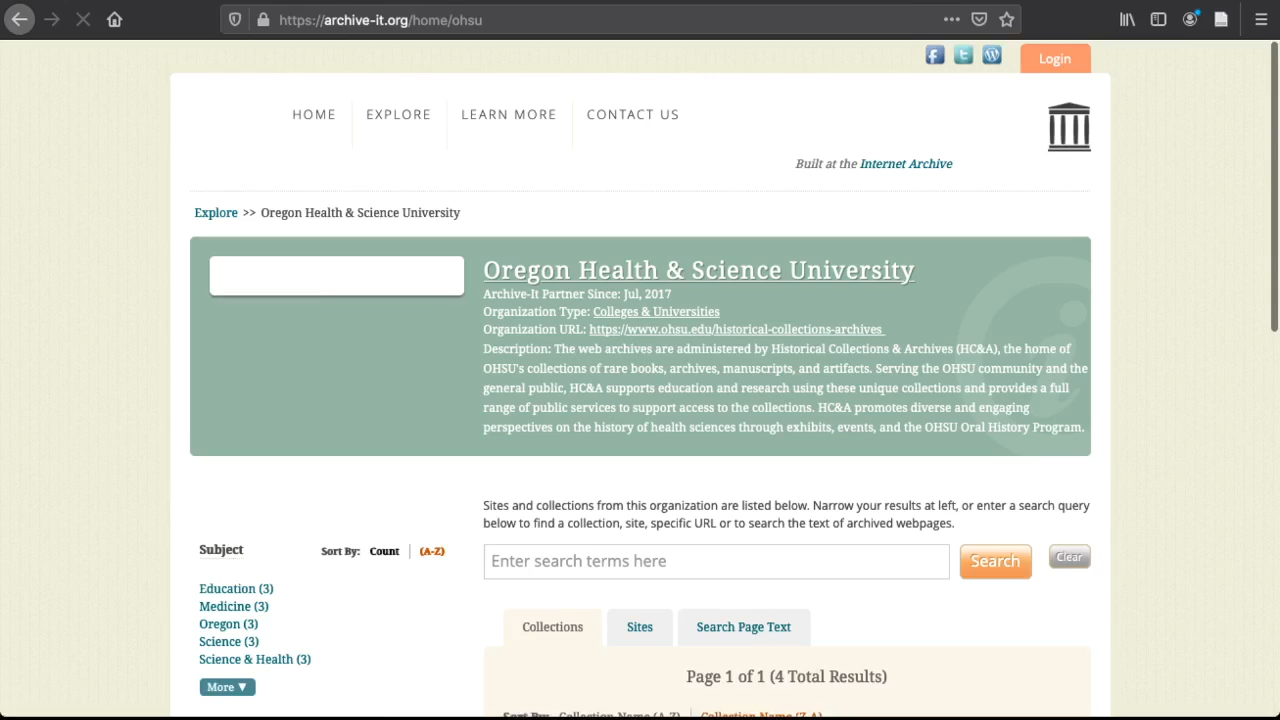 https://archive-it.org/home/ohsu
Login
HOME
EXPLORE
LEARN MORE
CONTACT US
Built at the Internet Archive
Explore >> Oregon Health & Science University
Oregon Health & Science University
Archive-It Partner Since: Jul, 2017
Organization Type: Colleges & Universities
Organization URL: https://www.ohsu.edu/historical-collections-archives
Description: The web archives are administered by Historical Collections & Archives (HC&A), the home of
OHSU's collections of rare books, archives, manuscripts, and artifacts. Serving the OHSU community and the
general public, HC&A supports education and research using these unique collections and provides a full
range of public services to support access to the collections. HC&A promotes diverse and engaging
perspectives on the history of health sciences through exhibits, events, and the OHSU Oral History Program.
Sites and collections from this organization are listed below. Narrow your results at left, or enter a search query
below to find a collection, site, specific URL or to search the text of archived webpages.
Subject
Sort By: Count (A-Z)
Enter search terms here
Search
Clear
Education (3)
Medicine (3)
Oregon (3)
Science (3)
Science & Health (3)
More ▼
Collections
Sites
Search Page Text
Page 1 of 1 (4 Total Results)
Sort By: Collection Name (A-Z) Collection Name (Z-A)